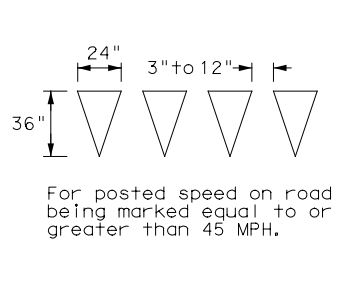 24"
3"to 12"
36"
For posted speed on road
being marked equal to or
greater than 45 MPH.